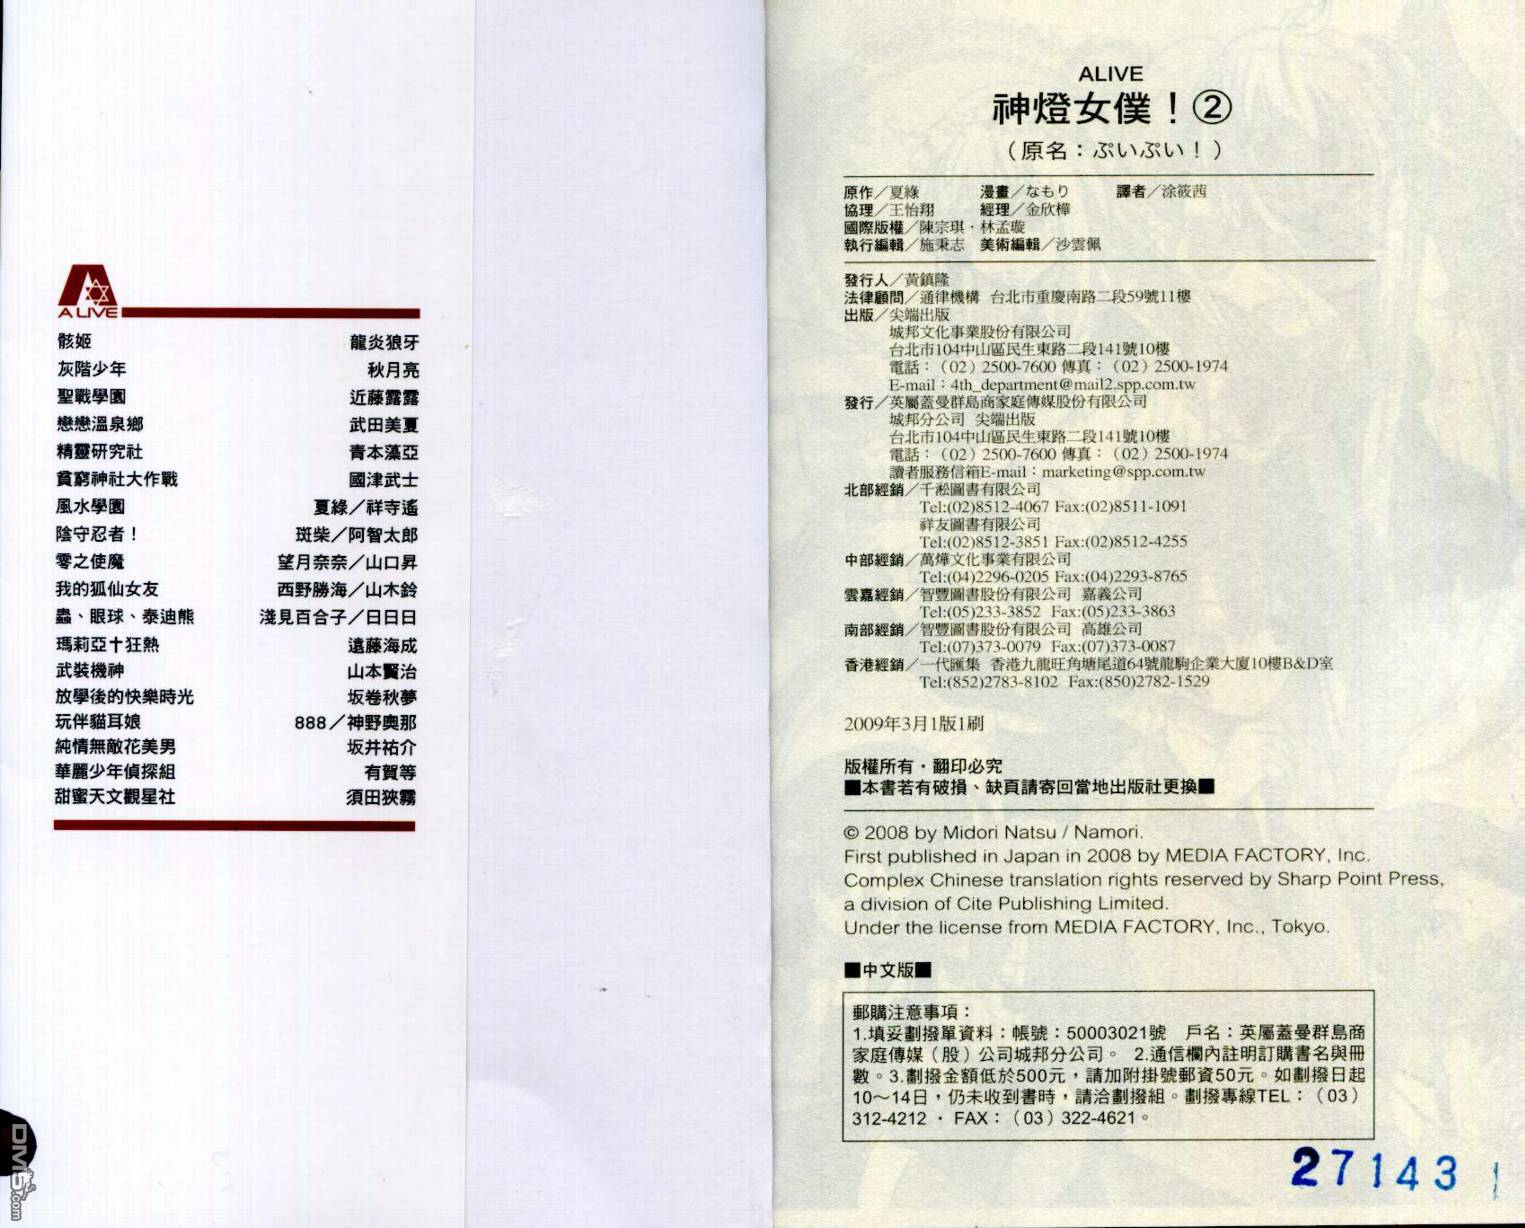 ALIVE
骸姬 龍炎狼牙
灰階少年 秋月亮
聖戰學園 近藤露露
戀戀溫泉鄉 武田美夏
精靈研究社 青本藻亞
貧窮神社大作戰 國津武士
風水學園 夏綠／祥寺遙
陰守忍者！ 斑柴／阿智太郎
零之使魔 望月奈奈／山口昇
我的狐仙女友 西野勝海／山木鈴
蟲、眼球、泰迪熊 淺見百合子／日日日
瑪莉亞十狂熱 遠藤海成
武裝機神 山本賢治
放學後的快樂時光 坂卷秋夢
玩伴貓耳娘 888／神野奧那
純情無敵花美男 坂井祐介
華麗少年偵探組 有賀等
甜蜜天文觀星社 須田狹霧
DM5.com
ALIVE
神燈女僕！②
（原名：ぷいぷい！）
原作／夏綠 漫畫／なもり 譯者／涂筱茜
協理／王怡翔 經理／金欣樺
國際版權／陳宗琪・林孟璇
執行編輯／施秉志 美術編輯／沙雲佩
發行人／黃鎮隆
法律顧問／通律機構 台北市重慶南路二段59號11樓
出版／尖端出版
城邦文化事業股份有限公司
台北市104中山區民生東路二段141號10樓
電話：（02）2500-7600 傳真：（02）2500-1974
E-mail：4th_department@mail2.spp.com.tw
發行／英屬蓋曼群島商家庭傳媒股份有限公司
城邦分公司 尖端出版
台北市104中山區民生東路二段141號10樓
電話：（02）2500-7600 傳真：（02）2500-1974
讀者服務信箱E-mail：marketing@spp.com.tw
北部經銷／千淞圖書有限公司
Tel:(02)8512-4067 Fax:(02)8511-1091
祥友圖書有限公司
Tel:(02)8512-3851 Fax:(02)8512-4255
中部經銷／萬燁文化事業有限公司
Tel:(04)2296-0205 Fax:(04)2293-8765
雲嘉經銷／智豐圖書股份有限公司 嘉義公司
Tel:(05)233-3852 Fax:(05)233-3863
南部經銷／智豐圖書股份有限公司 高雄公司
Tel:(07)373-0079 Fax:(07)373-0087
香港經銷／一代匯集 香港九龍旺角塘尾道64號龍駒企業大廈10樓B&D室
Tel:(852)2783-8102 Fax:(850)2782-1529
2009年3月1版1刷
版權所有・翻印必究
■本書若有破損、缺頁請寄回當地出版社更換■
© 2008 by Midori Natsu / Namori.
First published in Japan in 2008 by MEDIA FACTORY, Inc.
Complex Chinese translation rights reserved by Sharp Point Press,
a division of Cite Publishing Limited.
Under the license from MEDIA FACTORY, Inc., Tokyo.
■中文版■
郵購注意事項：
1.填妥劃撥單資料：帳號：50003021號 戶名：英屬蓋曼群島商
家庭傳媒（股）公司城邦分公司。 2.通信欄內註明訂購書名與冊
數。3.劃撥金額低於500元，請加附掛號郵資50元。如劃撥日起
10～14日，仍未收到書時，請洽劃撥組。劃撥專線TEL：（03）
312-4212 ・ FAX：（03）322-4621。
27143